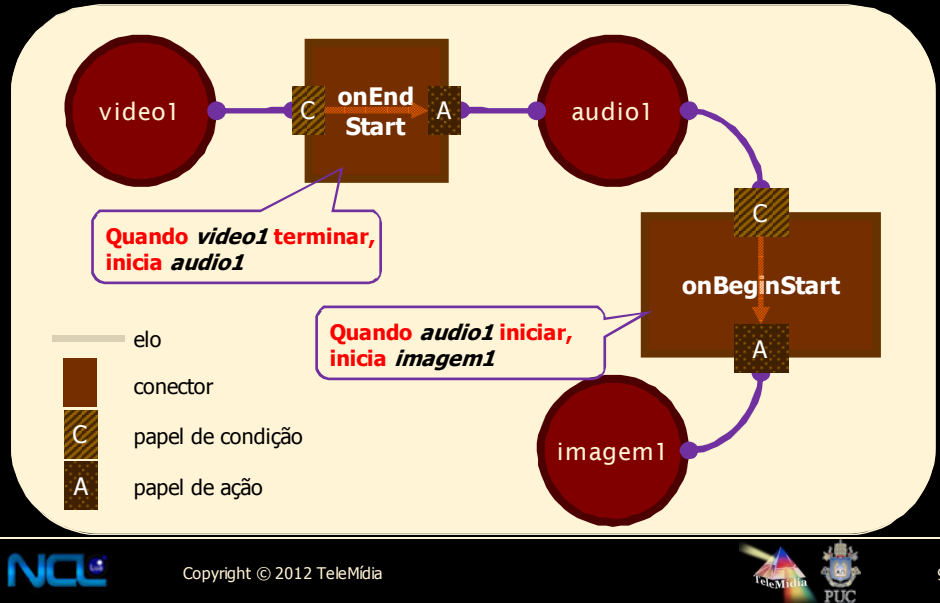 video1
C
onEnd
Start
A
audio1
Quando video1 terminar,
inicia audio1
C
onBeginStart
A
Quando audio1 iniciar,
inicia imagem1
imagem1
elo
conector
C
papel de condição
A
papel de ação
NCL
Copyright © 2012 TeleMídia
TeleMídia
PUC
9